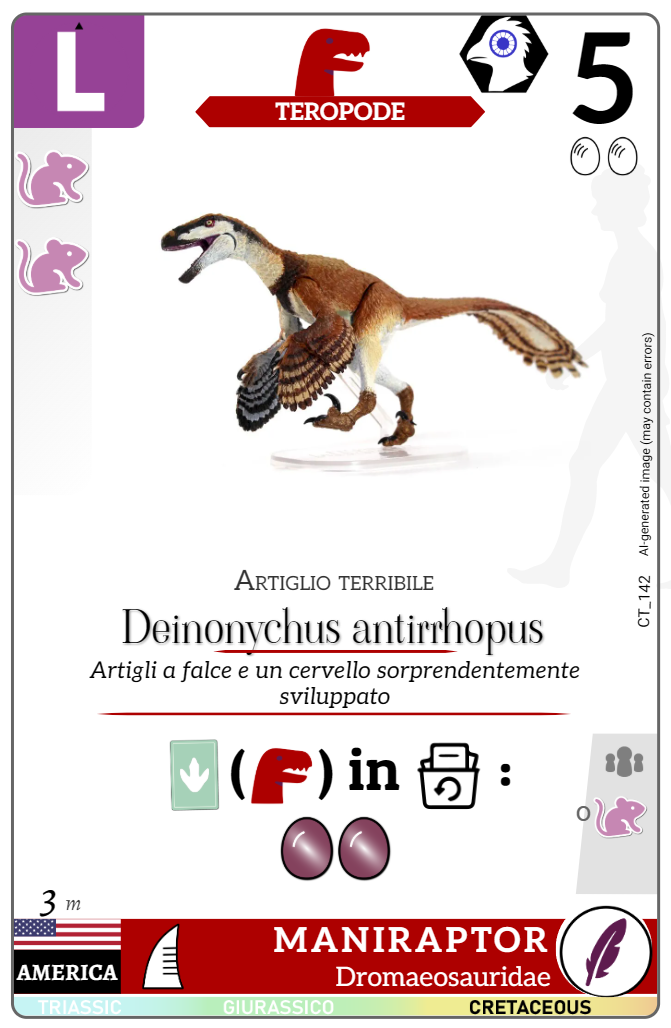 L
TEROPODE
5
AI-generated image (may contain errors)
CT_142
Artiglio terribile
Deinonychus antirrhopus
Artigli a falce e un cervello sorprendentemente
sviluppato
( ) in :
o
3 m
AMERICA
MANIRAPTOR
Dromaeosauridae
TRIASSIC GIURASSICO CRETACEOUS